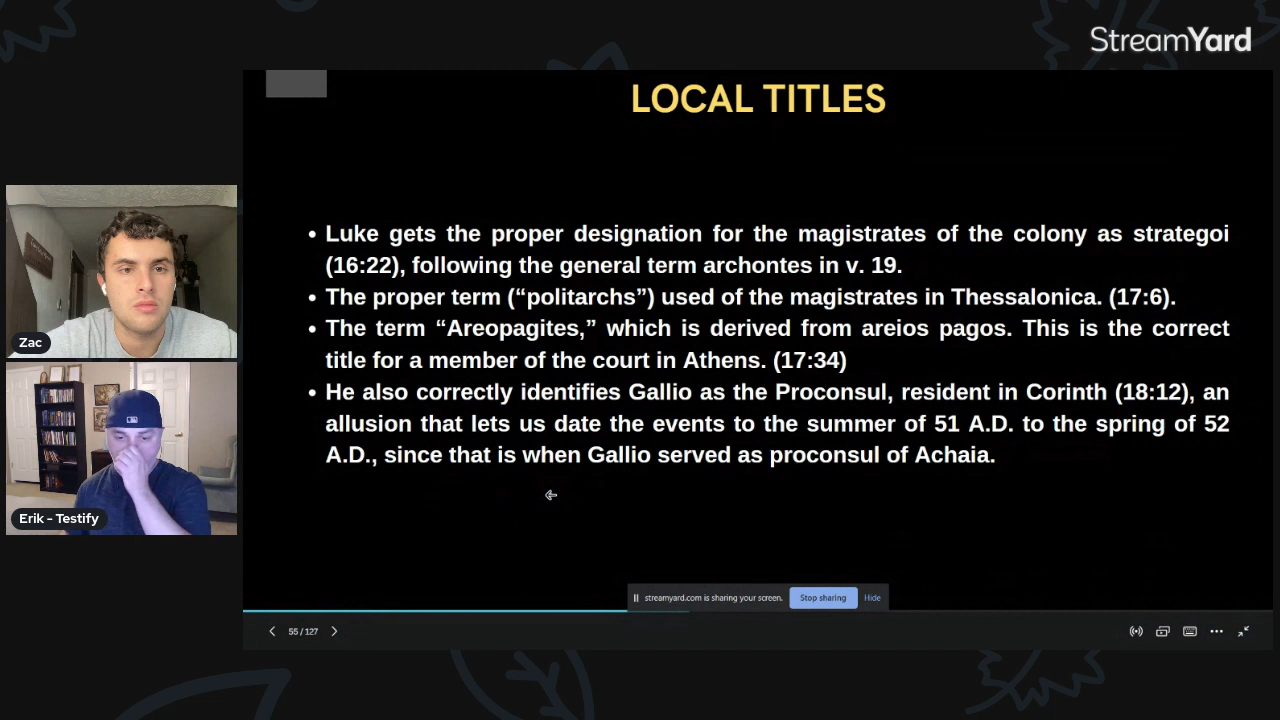 StreamYard
LOCAL TITLES
• Luke gets the proper designation for the magistrates of the colony as strategoi
(16:22), following the general term archontes in v. 19.
• The proper term (“politarchs”) used of the magistrates in Thessalonica. (17:6).
• The term “Areopagites,” which is derived from areios pagos. This is the correct
title for a member of the court in Athens. (17:34)
• He also correctly identifies Gallio as the Proconsul, resident in Corinth (18:12), an
allusion that lets us date the events to the summer of 51 A.D. to the spring of 52
A.D., since that is when Gallio served as proconsul of Achaia.
Zac
Erik - Testify
streamyard.com is sharing your screen. Stop sharing Hide
55 / 127